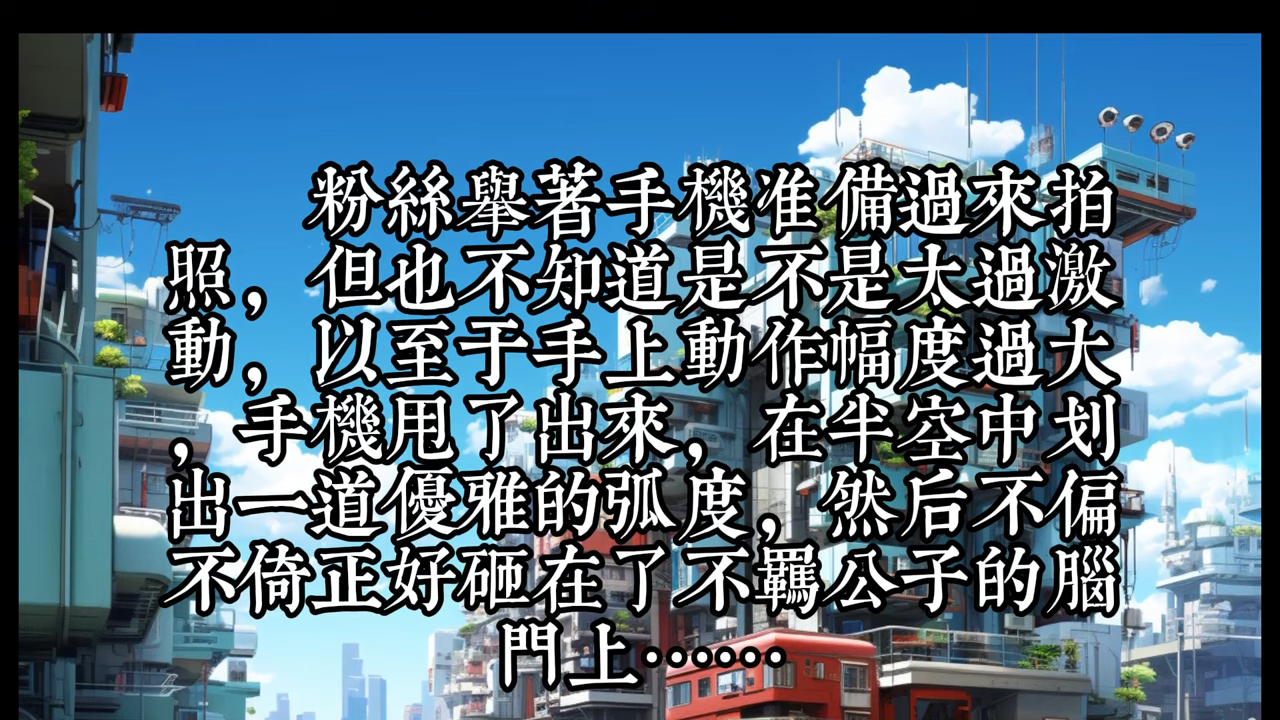 粉絲舉著手機准備過來拍
照，但也不知道是不是太過激
動，以至于手上動作幅度過大
，手機甩了出來，在半空中划
出一道優雅的弧度，然后不偏
不倚正好砸在了不羈公子的腦
門上……